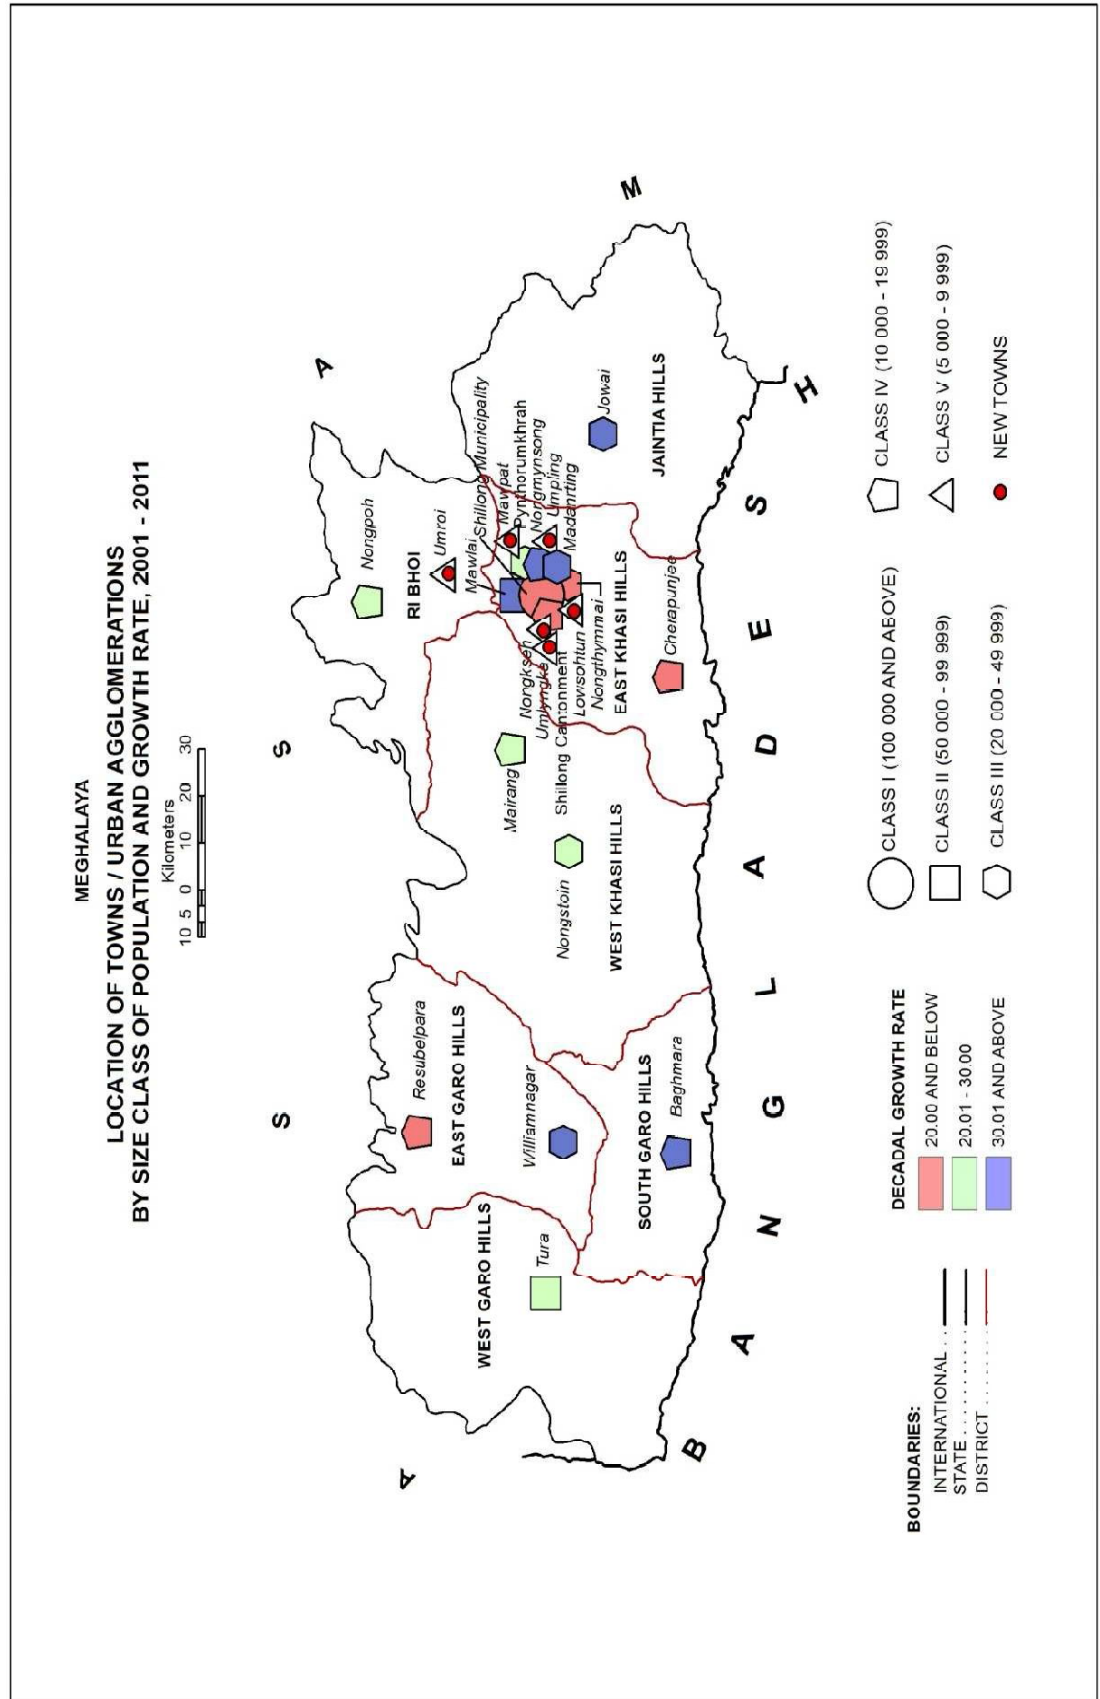 MEGHALAYA
LOCATION OF TOWNS / URBAN AGGLOMERATIONS
BY SIZE CLASS OF POPULATION AND GROWTH RATE, 2001 - 2011
10 5 0 10 20 30
Kilometers
A
S
S
A
M
Nongpoh
RI BHOI
Umroi
Mawlai
Shillong Municipality
Mawpat
Pynthorumkhrah
Nongmynsong
Umpling
Madanrting
Jowai
JAINTIA HILLS
Resubelpara
EAST GARO HILLS
Williamnagar
WEST GARO HILLS
Tura
SOUTH GARO HILLS
Baghmara
Mairang
Nongstoin
WEST KHASI HILLS
Nongkseh
Umlyngka
Shillong Cantonment
Lawsohtun
Nongthymmai
EAST KHASI HILLS
Cherapunjee
B
A
N
G
L
A
D
E
S
H
BOUNDARIES:
INTERNATIONAL . .
STATE . . . . . . . . . . .
DISTRICT . . . . . . .
DECADAL GROWTH RATE
20.00 AND BELOW
20.01 - 30.00
30.01 AND ABOVE
CLASS I (100 000 AND ABOVE)
CLASS II (50 000 - 99 999)
CLASS III (20 000 - 49 999)
CLASS IV (10 000 - 19 999)
CLASS V (5 000 - 9 999)
NEW TOWNS